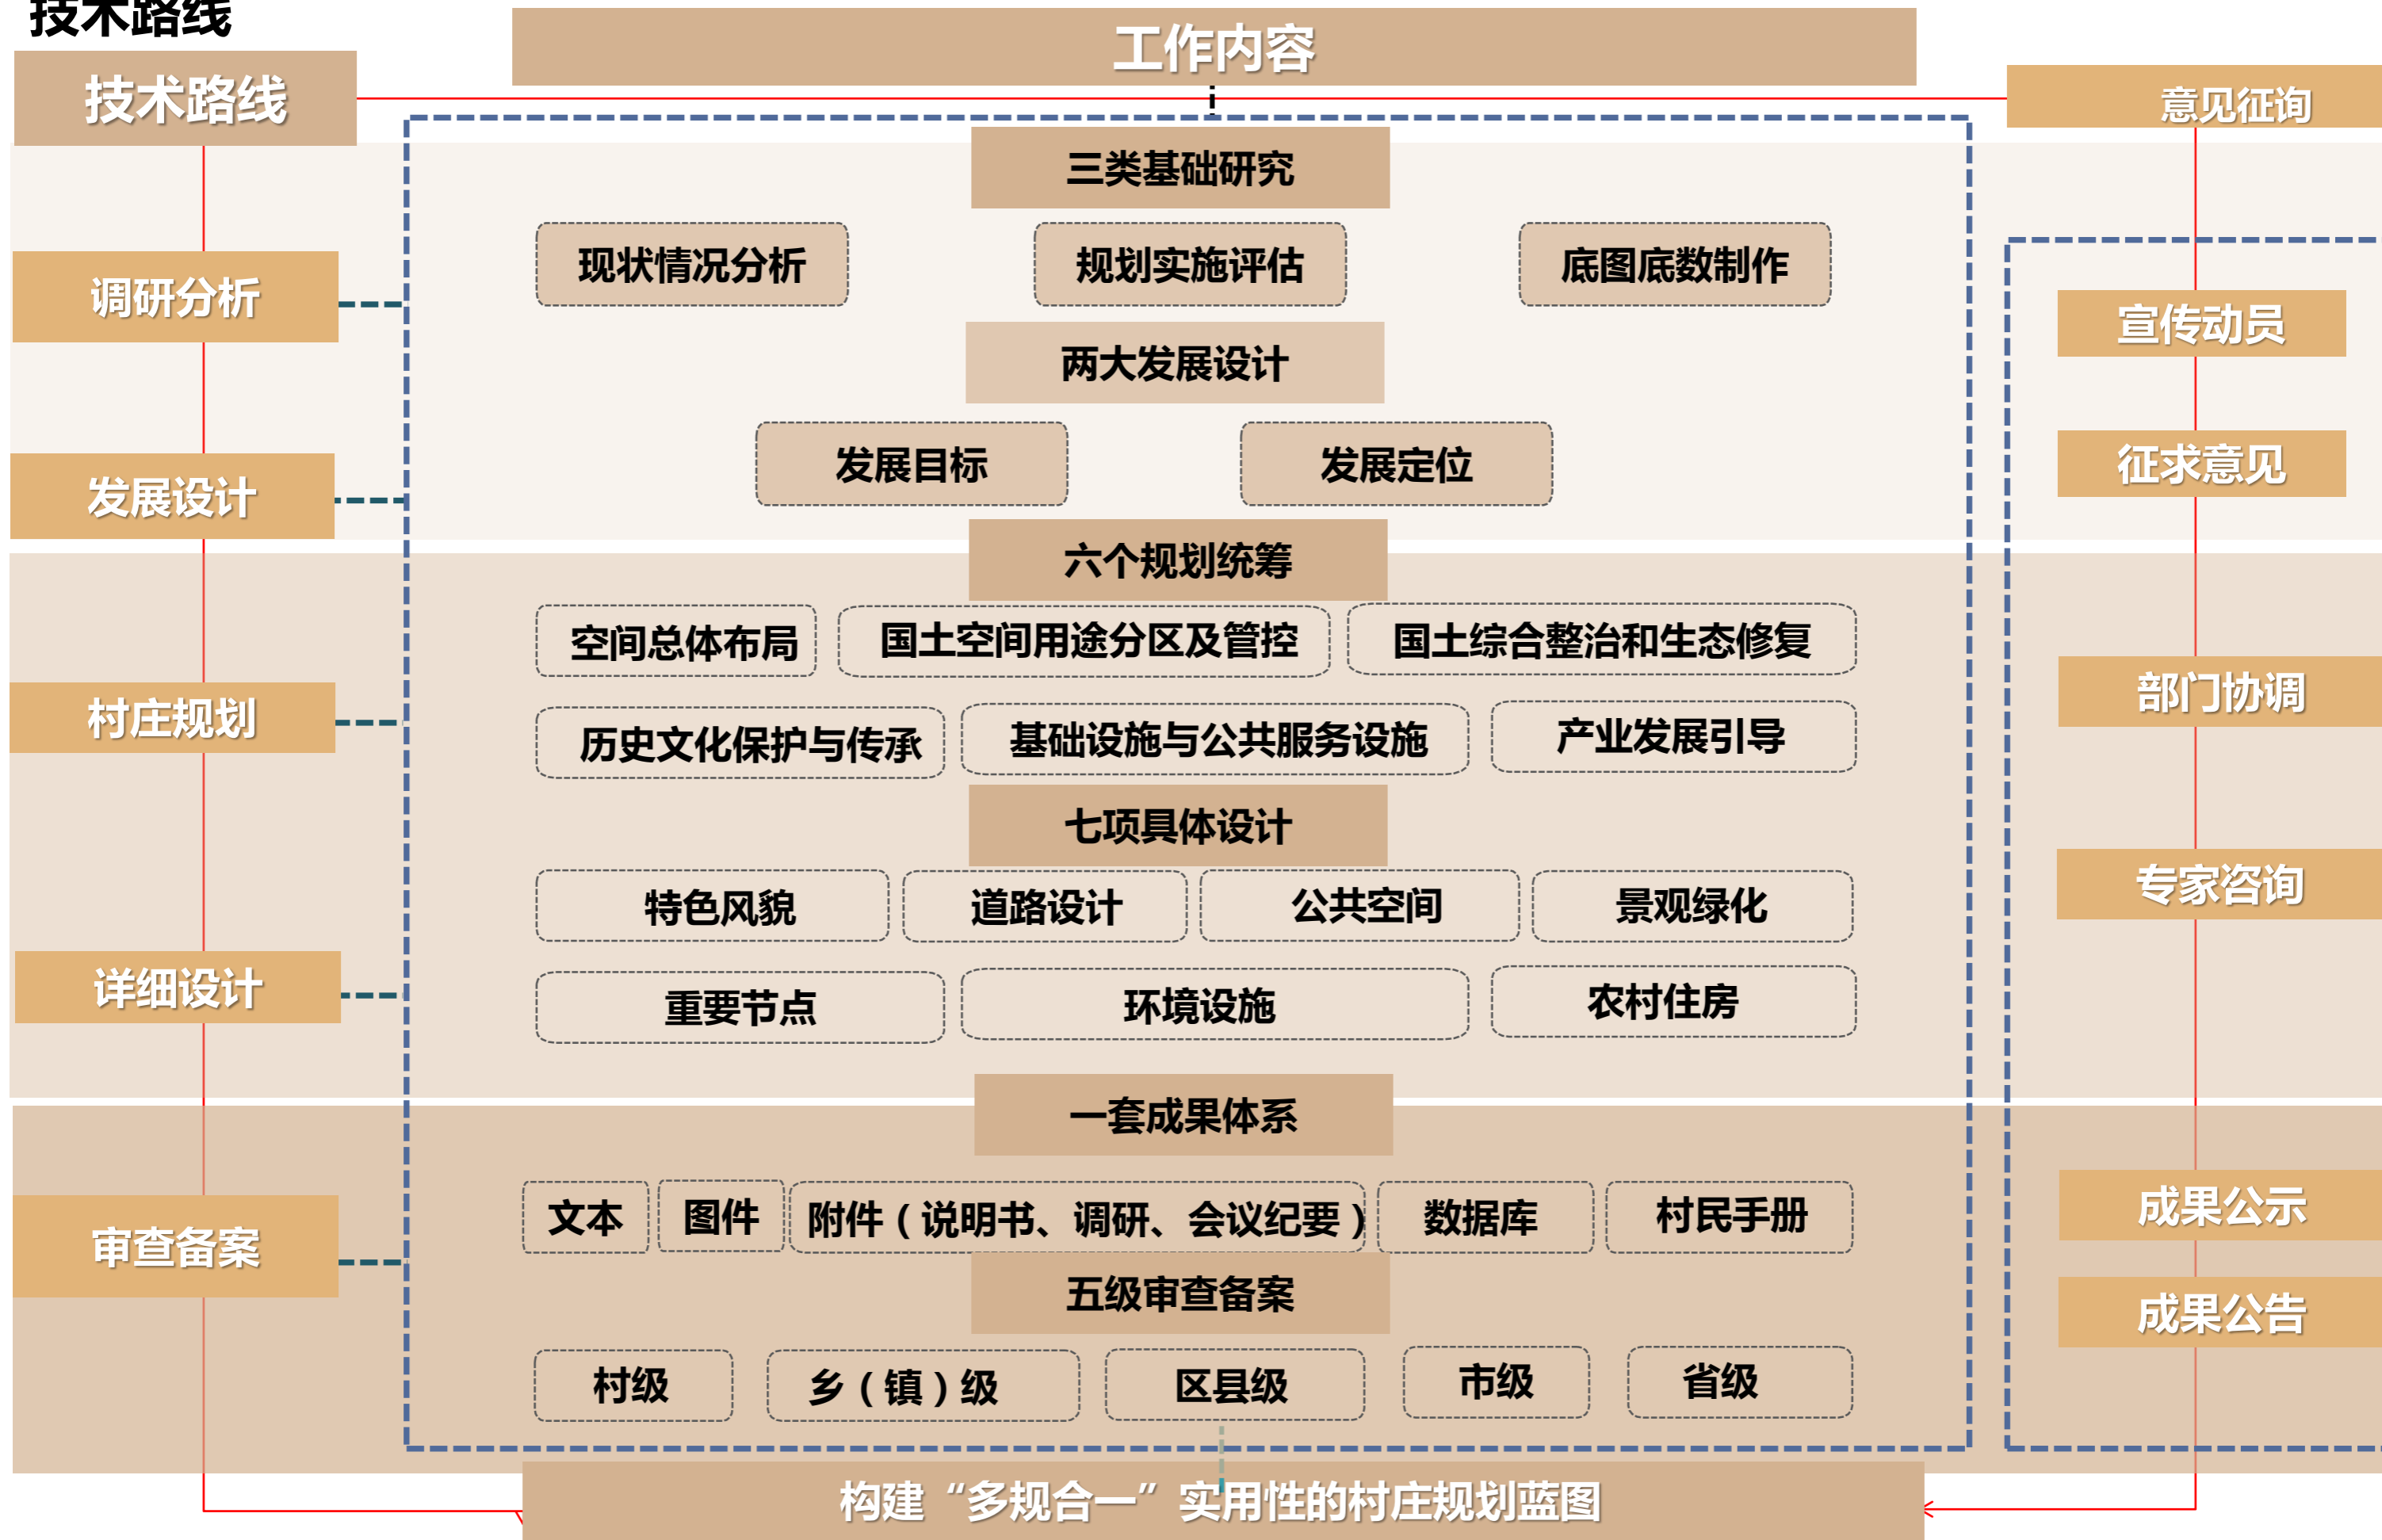 技术路线
工作内容
技术路线
意见征询
三类基础研究
现状情况分析
规划实施评估
底图底数制作
调研分析
宣传动员
两大发展设计
发展目标
发展定位
征求意见
发展设计
六个规划统筹
空间总体布局
国土空间用途分区及管控
国土综合整治和生态修复
村庄规划
部门协调
历史文化保护与传承
基础设施与公共服务设施
产业发展引导
七项具体设计
特色风貌
道路设计
公共空间
景观绿化
专家咨询
详细设计
重要节点
环境设施
农村住房
一套成果体系
文本
图件
附件（说明书、调研、会议纪要）
数据库
村民手册
成果公示
审查备案
五级审查备案
成果公告
村级
乡（镇）级
区县级
市级
省级
构建“多规合一”实用性的村庄规划蓝图